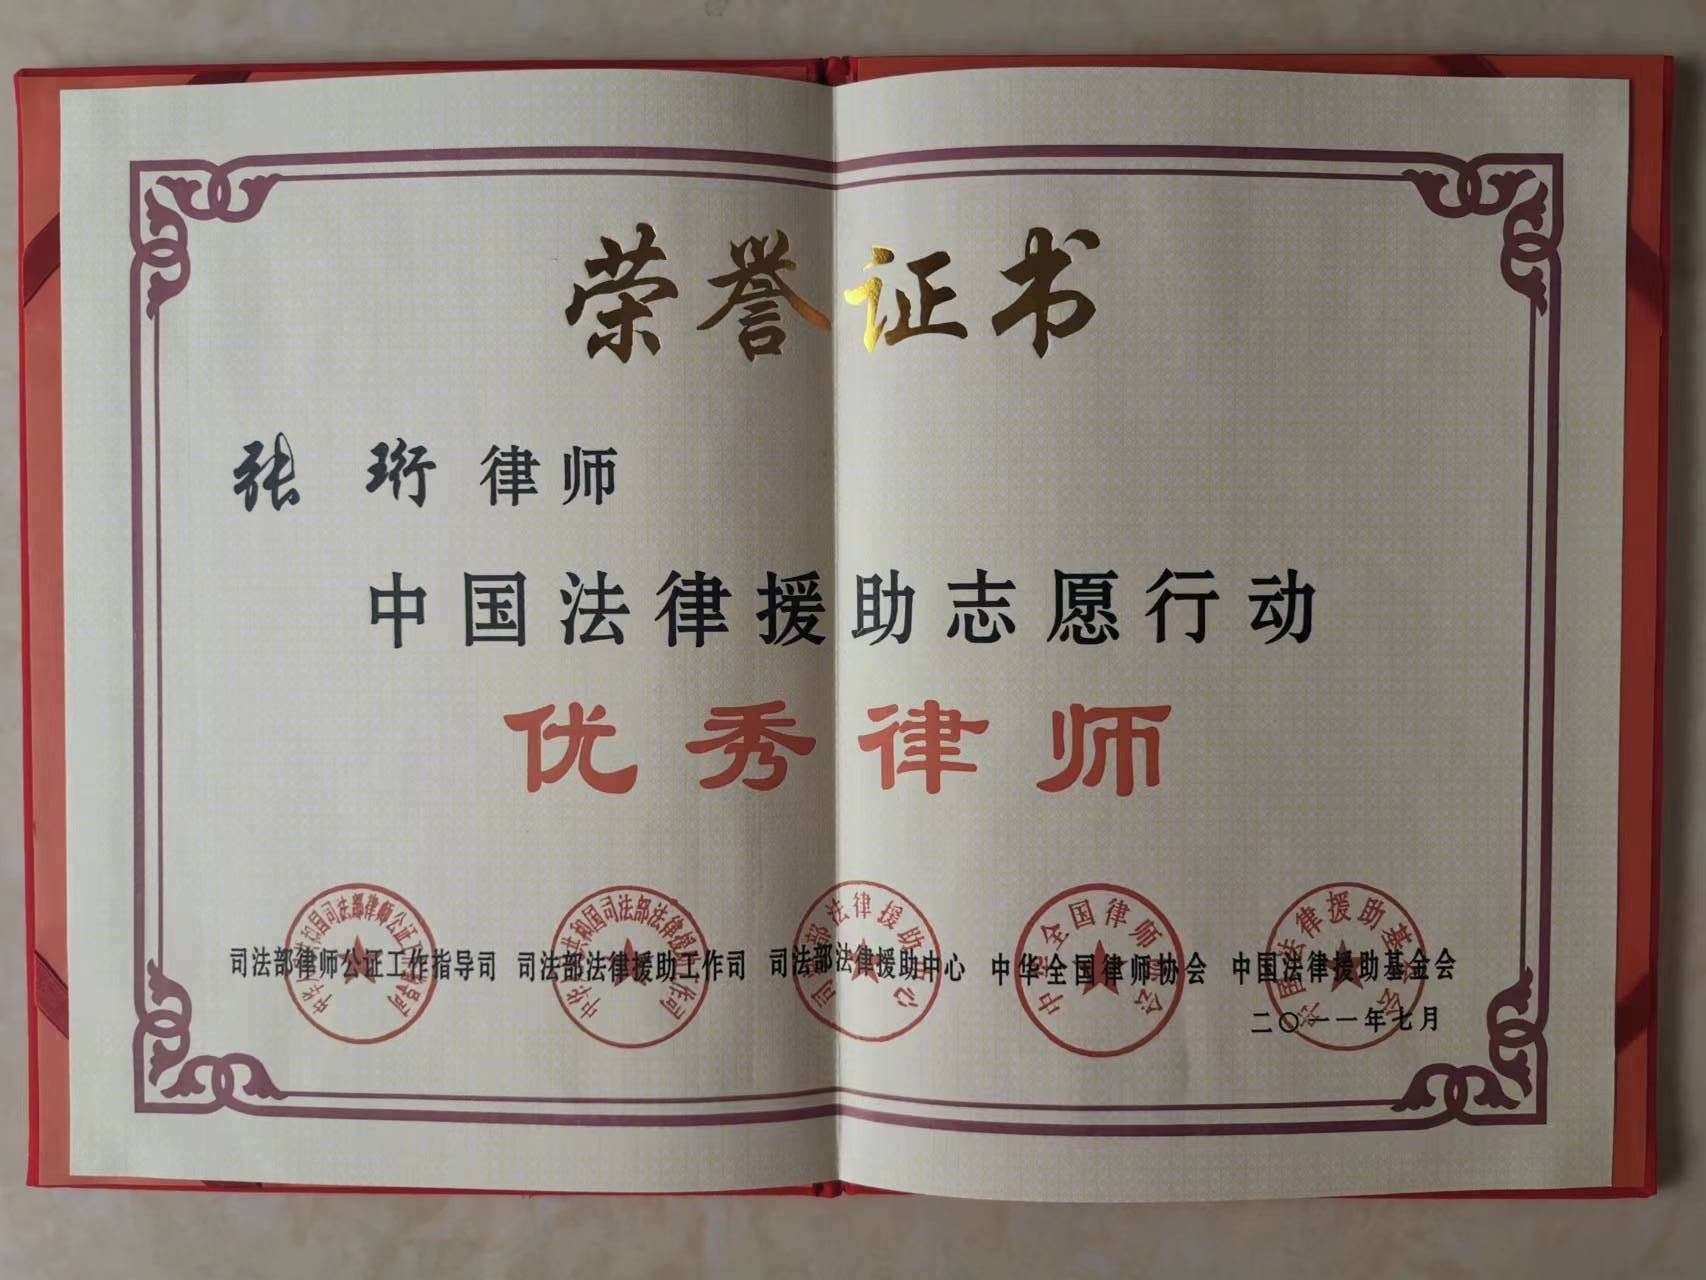 荣誉证书
张 珩 律师
中国法律援助志愿行动
优秀律师
司法部律师公证工作指导司 司法部法律援助工作司 司法部法律援助中心 中华全国律师协会 中国法律援助基金会
二〇一一年七月